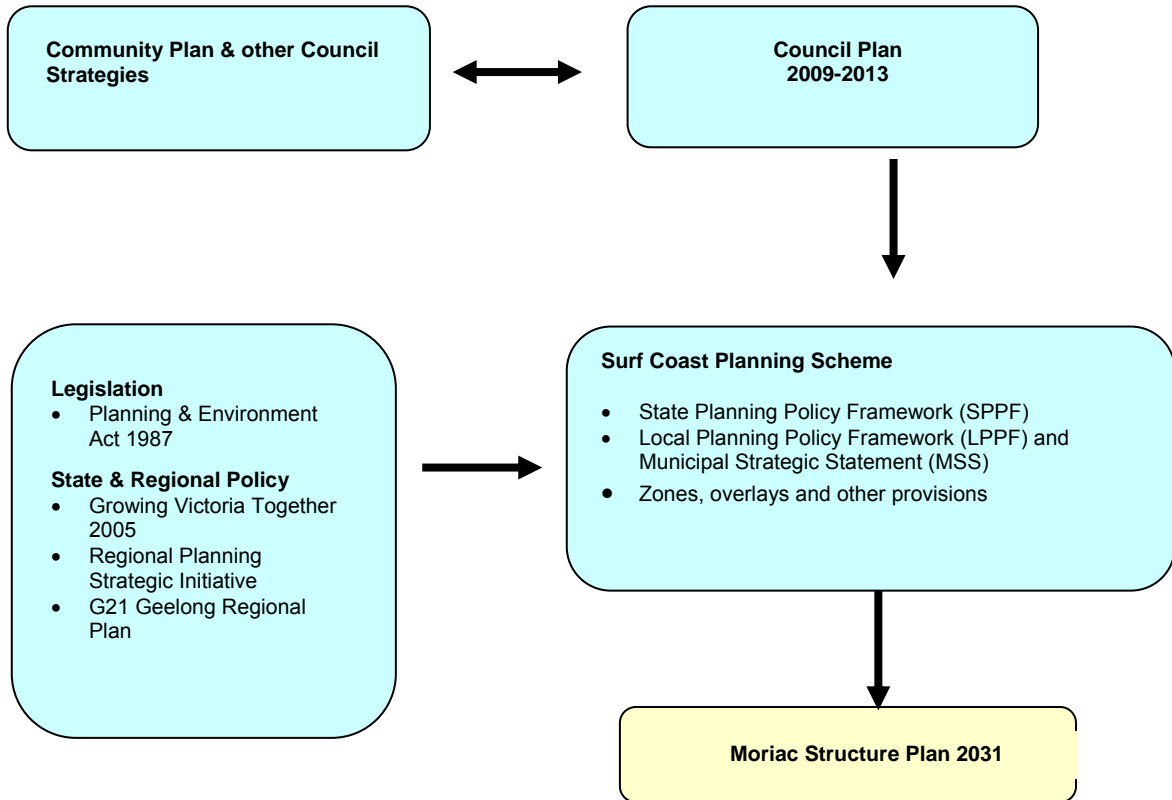 Community Plan & other Council
Strategies
Council Plan
2009-2013
Legislation
• Planning & Environment
Act 1987
State & Regional Policy
• Growing Victoria Together
2005
• Regional Planning
Strategic Initiative
• G21 Geelong Regional
Plan
Surf Coast Planning Scheme
• State Planning Policy Framework (SPPF)
• Local Planning Policy Framework (LPPF) and
Municipal Strategic Statement (MSS)
• Zones, overlays and other provisions
Moriac Structure Plan 2031